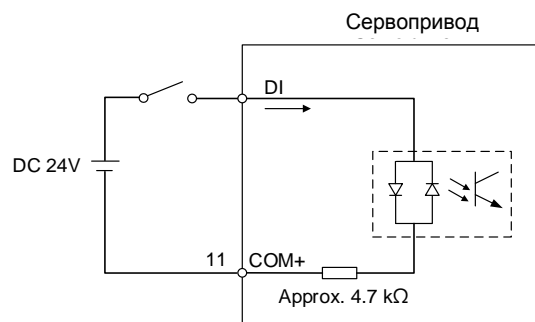 Сервопривод
DI
DC 24V
11 COM+
Approx. 4.7 kΩ